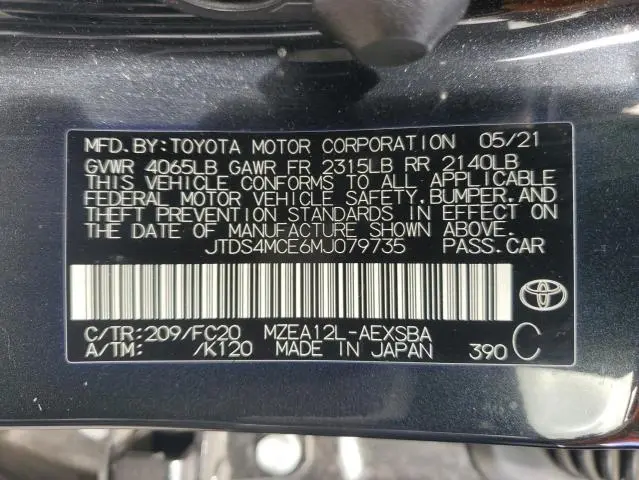 MFD.BY:TOYOTA MOTOR CORPORATION 05/21
GVWR 4065LB GAWR FR 2315LB RR 2140LB
THIS VEHICLE CONFORMS TO ALL APPLICABLE
FEDERAL MOTOR VEHICLE SAFETY,BUMPER,AND
THEFT PREVENTION STANDARDS IN EFFECT ON
THE DATE OF MANUFACTURE SHOWN ABOVE.
JTDS4MCE6MJ079735 PASS.CAR
C/TR:209/FC20 MZEA12L-AEXSBA
A/TM: /K120 MADE IN JAPAN 390 C